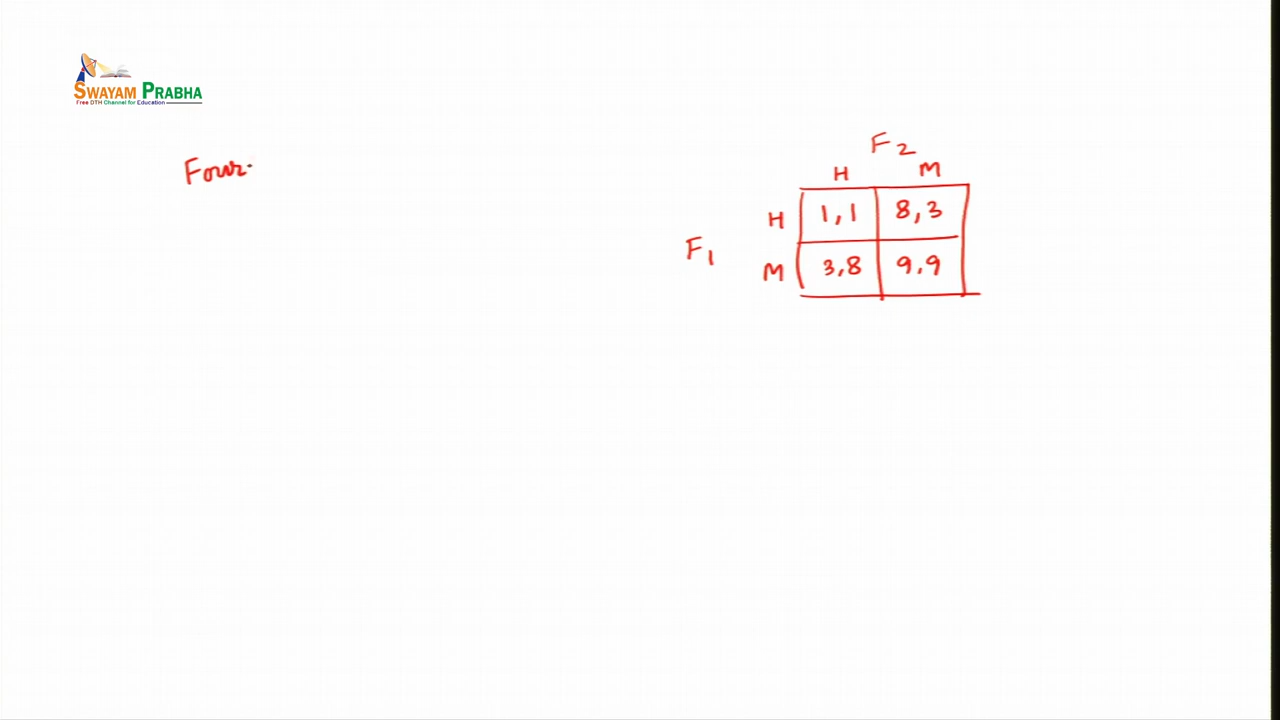 SWAYAM PRABHA
Free DTH Channel for Education
Four
F2
H M
H 1,1 8,3
F1
M 3,8 9,9